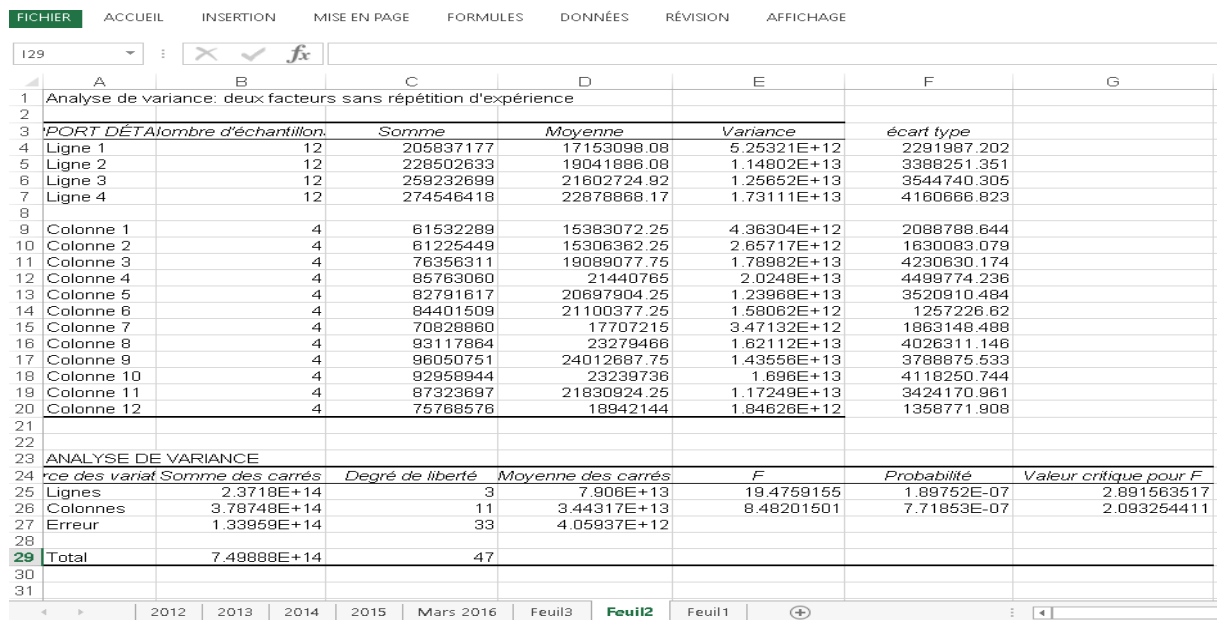 FICHIER ACCUEIL INSERTION MISE EN PAGE FORMULES DONNÉES RÉVISION AFFICHAGE
I29 fx
A B C D E F G
1 Analyse de variance: deux facteurs sans répétition d'expérience
2
3 PORT DÉTA ombre d'échantillon. Somme Moyenne Variance écart type
4 Ligne 1 12 205837177 17153098.08 5.25321E+12 2291987.202
5 Ligne 2 12 228502633 19041886.08 1.14802E+13 3388251.351
6 Ligne 3 12 259232699 21602724.92 1.25652E+13 3544740.305
7 Ligne 4 12 274546418 22878868.17 1.73111E+13 4160666.823
8
9 Colonne 1 4 61532289 15383072.25 4.36304E+12 2088788.644
10 Colonne 2 4 61225449 15306362.25 2.65717E+12 1630083.079
11 Colonne 3 4 76356311 19089077.75 1.78982E+13 4230630.174
12 Colonne 4 4 85763060 21440765 2.0248E+13 4499774.236
13 Colonne 5 4 82791617 20697904.25 1.23968E+13 3520910.484
14 Colonne 6 4 84401509 21100377.25 1.58062E+12 1257226.62
15 Colonne 7 4 70828860 17707215 3.47132E+12 1863148.488
16 Colonne 8 4 93117864 23279466 1.62112E+13 4026311.146
17 Colonne 9 4 96050751 24012687.75 1.43556E+13 3788875.533
18 Colonne 10 4 92958944 23239736 1.696E+13 4118250.744
19 Colonne 11 4 87323697 21830924.25 1.17249E+13 3424170.961
20 Colonne 12 4 75768576 18942144 1.84626E+12 1358771.908
21
22
23 ANALYSE DE VARIANCE
24 rce des variat Somme des carrés Degré de liberté Moyenne des carrés F Probabilité Valeur critique pour F
25 Lignes 2.3718E+14 3 7.906E+13 19.4759155 1.89752E-07 2.891563517
26 Colonnes 3.78748E+14 11 3.44317E+13 8.48201501 7.71853E-07 2.093254411
27 Erreur 1.33959E+14 33 4.05937E+12
28
29 Total 7.49888E+14 47
30
31
2012 2013 2014 2015 Mars 2016 Feuil3 Feuil2 Feuil1